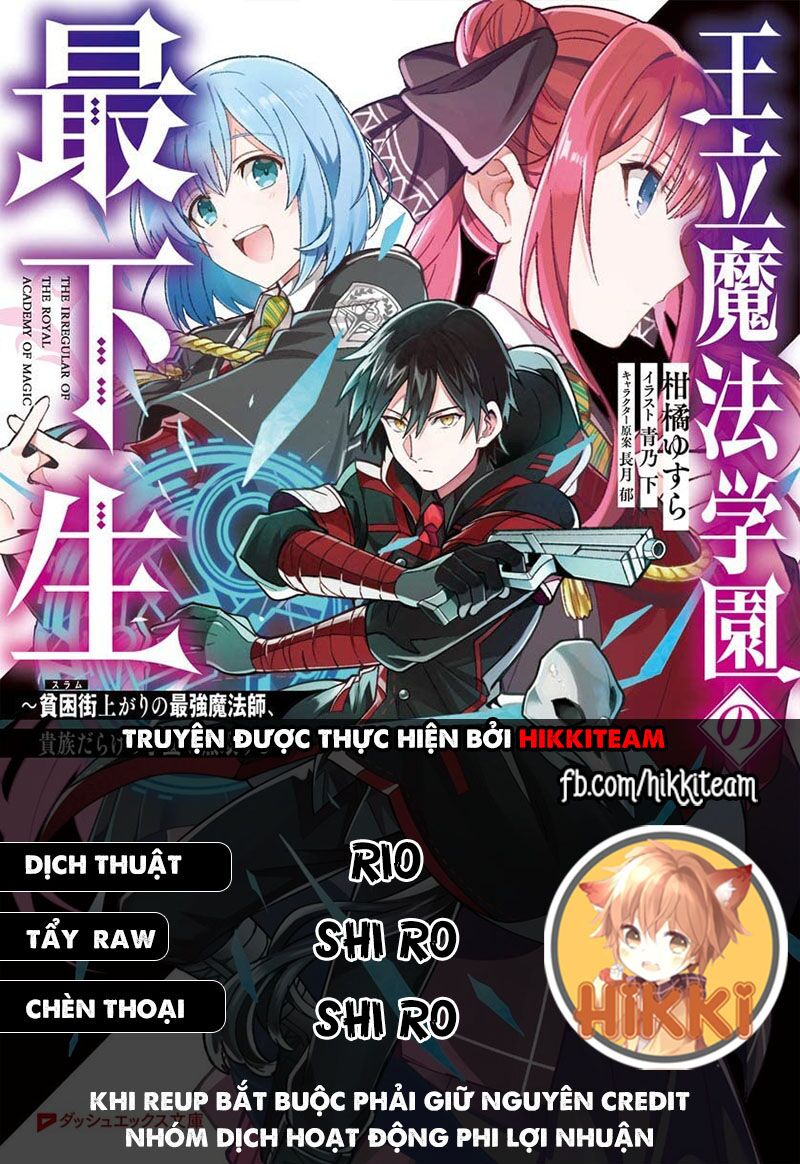 王立魔法学園の
最下生
THE IRREGULAR OF
THE ROYAL
ACADEMY OF MAGIC
柑橘ゆすら
イラスト 青乃下
キャラクター原案 長月 郁
スラム
~貧困街上がりの最強魔法師、
貴族だらけ
TRUYỆN ĐƯỢC THỰC HIỆN BỞI HIKKITEAM
fb.com/hikkiteam
DỊCH THUẬT RIO
TẨY RAW SHI RO
CHÈN THOẠI SHI RO
HiKKi
KHI REUP BẮT BUỘC PHẢI GIỮ NGUYÊN CREDIT
ダッシュエックス文庫
NHÓM DỊCH HOẠT ĐỘNG PHI LỢI NHUẬN